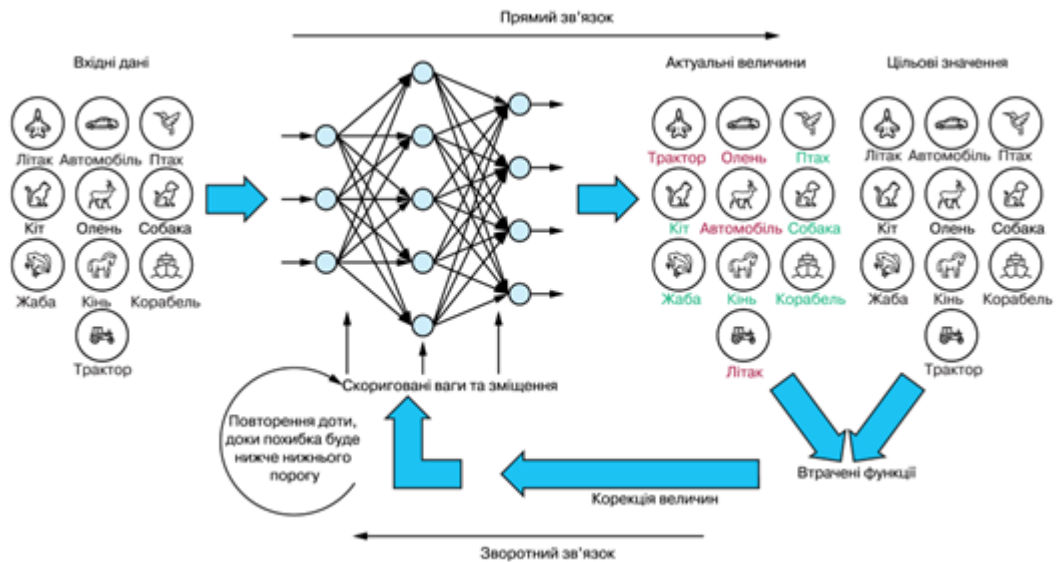 Прямий зв'язок
Вхідні дані
Актуальні величини
Цільові значення
Літак Автомобіль Птах
Кіт Олень Собака
Жаба Кінь Корабель
Трактор
Трактор Олень Птах
Кіт Автомобіль Собака
Жаба Кінь Корабель
Літак
Літак Автомобіль Птах
Кіт Олень Собака
Жаба Кінь Корабель
Трактор
Скориговані ваги та зміщення
Повторення доти,
доки похибка буде
нижче нижнього
порогу
Втрачені функції
Корекція величин
Зворотний зв'язок